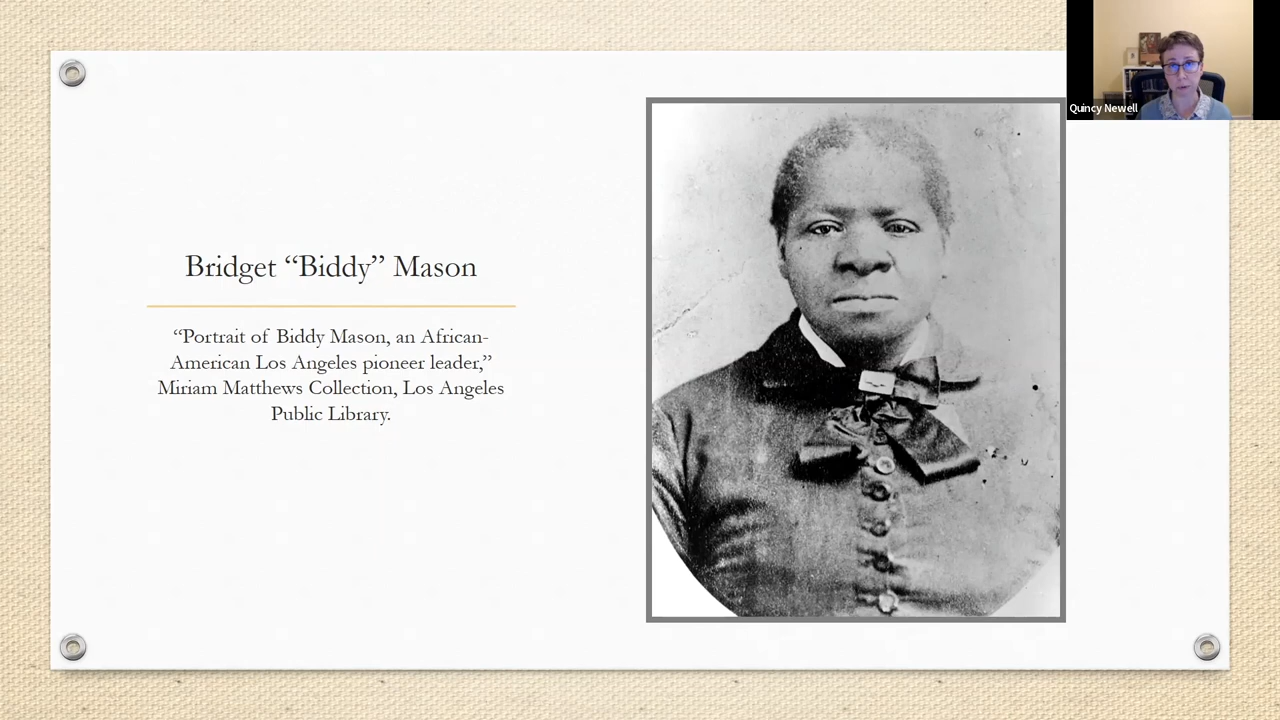 Quincy Newell
Bridget “Biddy” Mason
“Portrait of Biddy Mason, an African-
American Los Angeles pioneer leader,”
Miriam Matthews Collection, Los Angeles
Public Library.